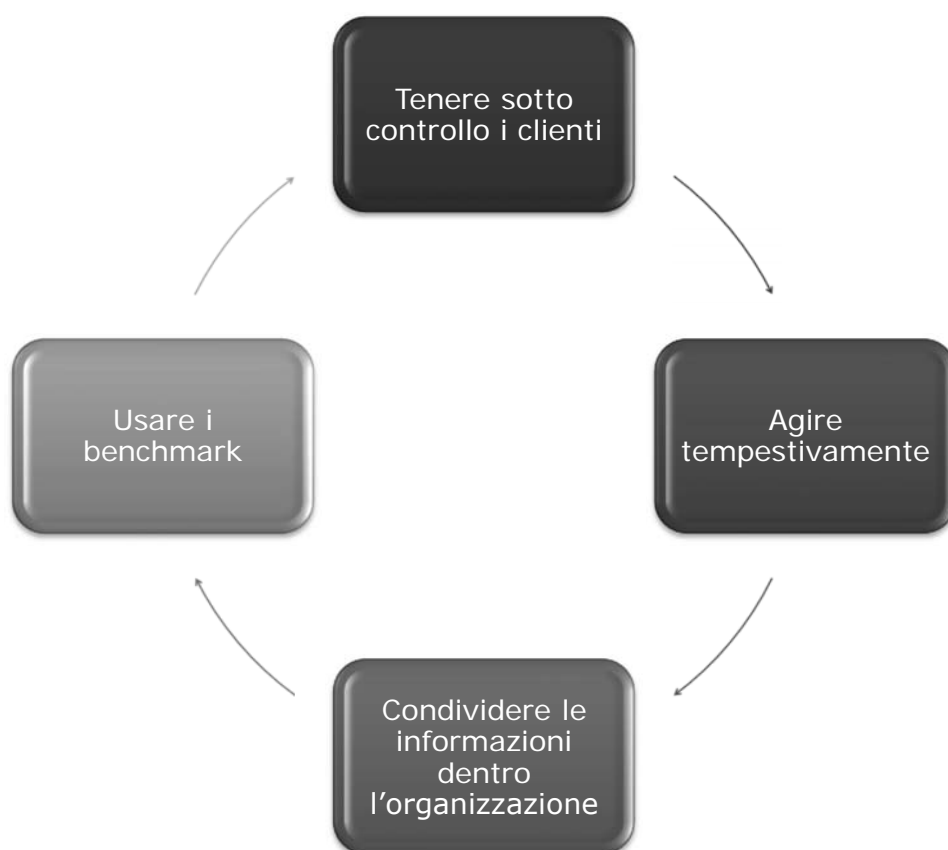 Tenere sotto
controllo i clienti
Usare i
benchmark
Agire
tempestivamente
Condividere le
informazioni
dentro
l’organizzazione